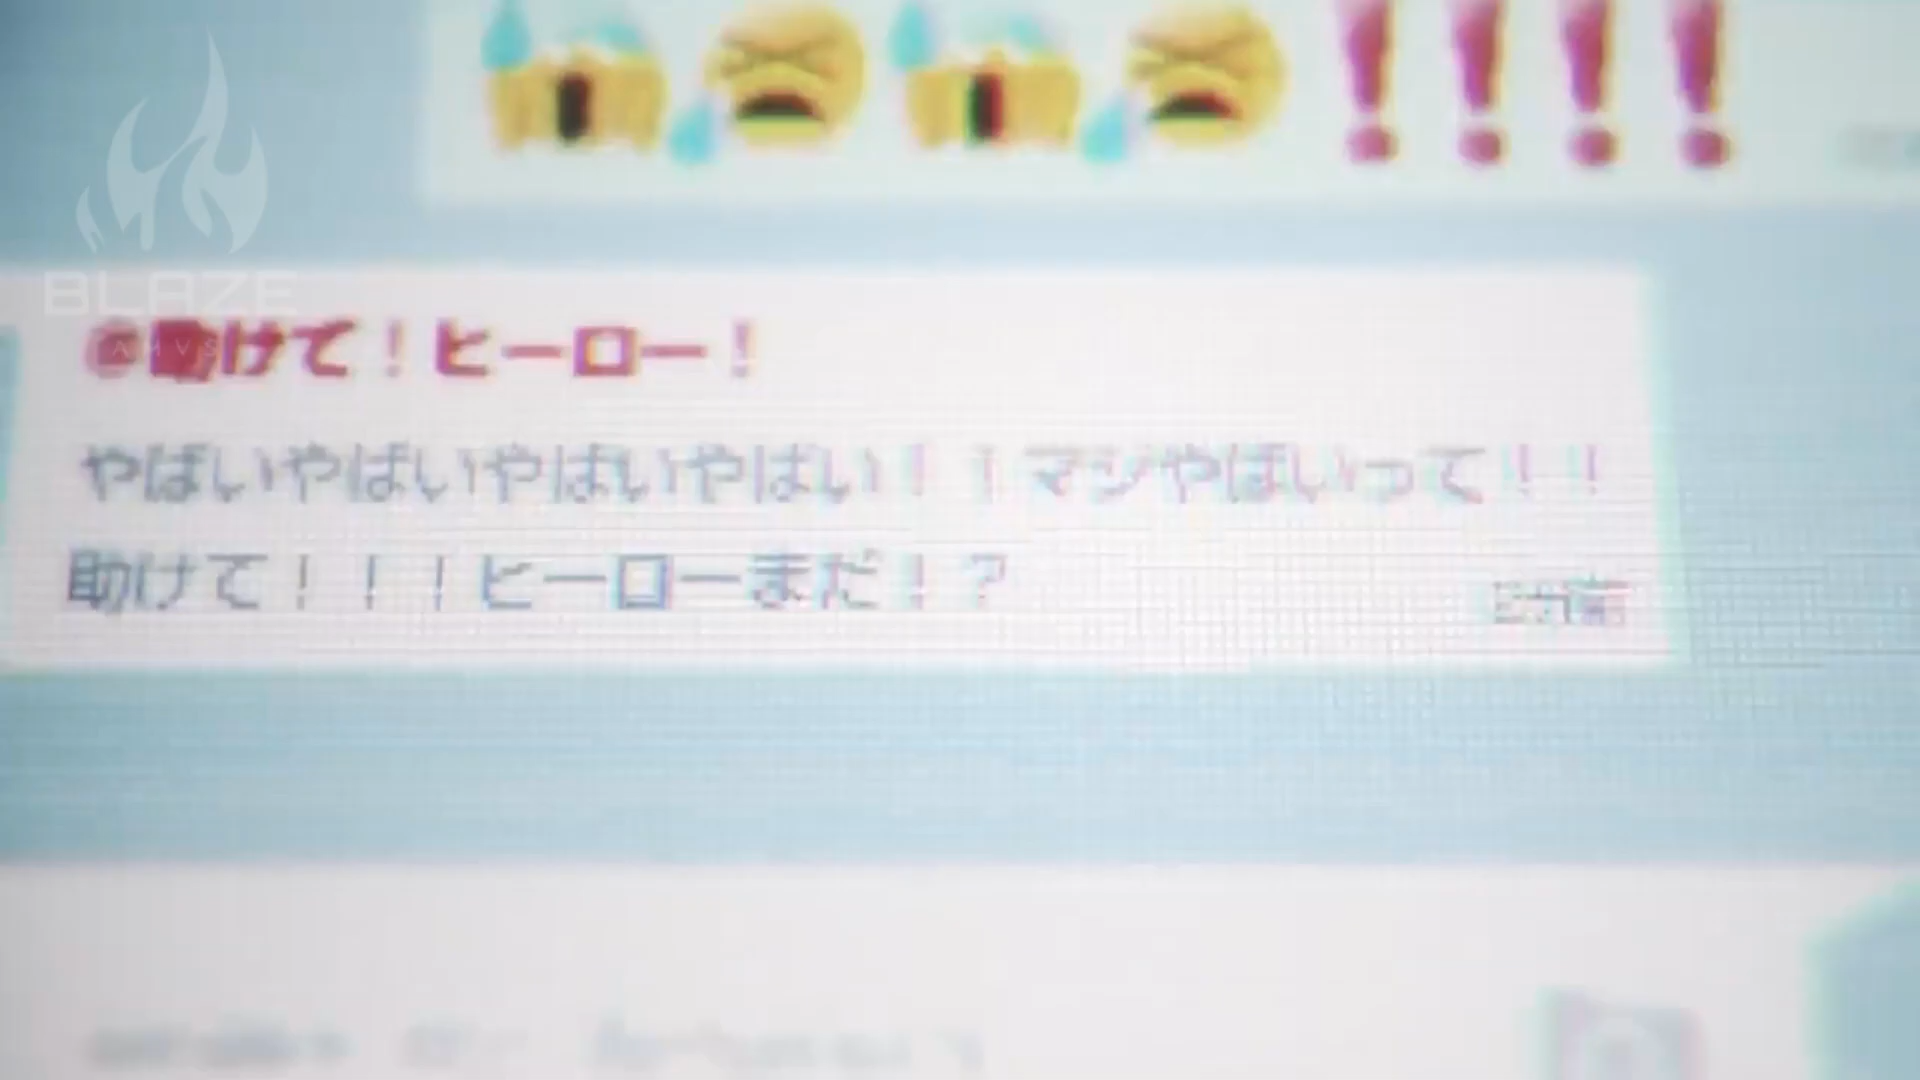 ❗❗❗❗
BLAZE
AMVS
@助けて！ヒーロー！
やばいやばいやばいやばい！！マジやばいって！！
助けて！！！ヒーローまだ！？